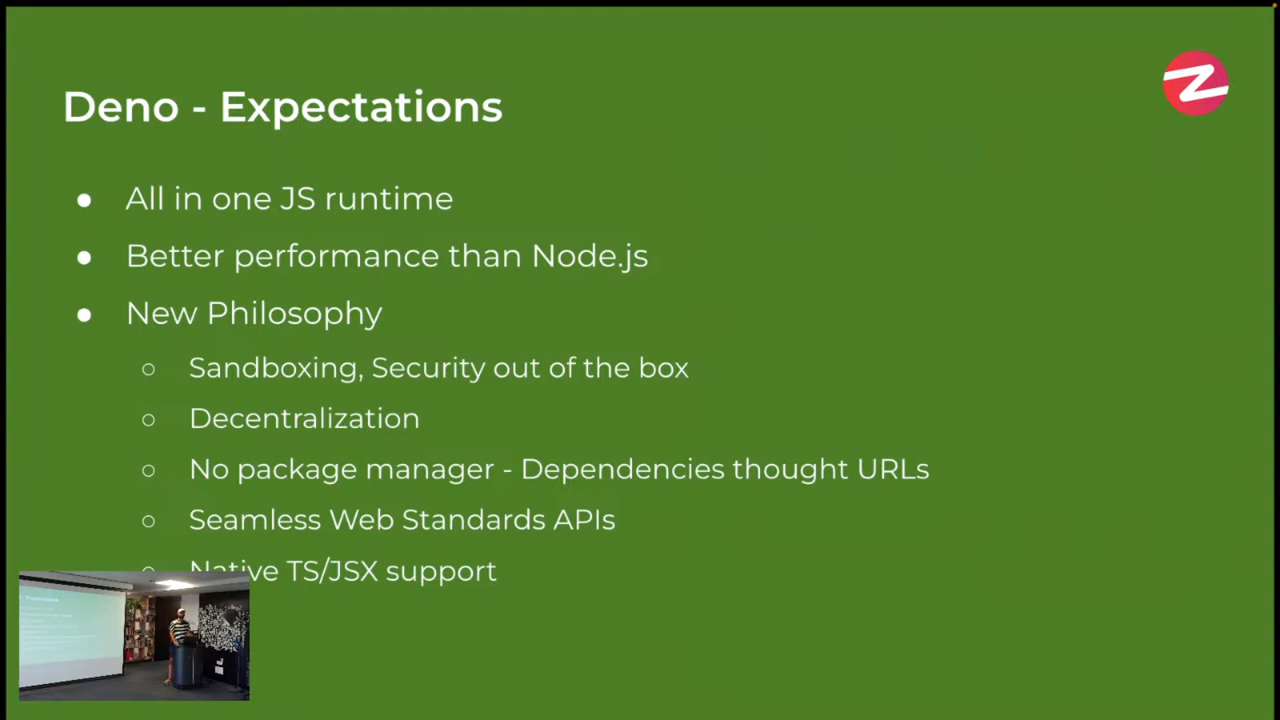 Deno - Expectations
● All in one JS runtime
● Better performance than Node.js
● New Philosophy
○ Sandboxing, Security out of the box
○ Decentralization
○ No package manager - Dependencies thought URLs
○ Seamless Web Standards APIs
○ Native TS/JSX support